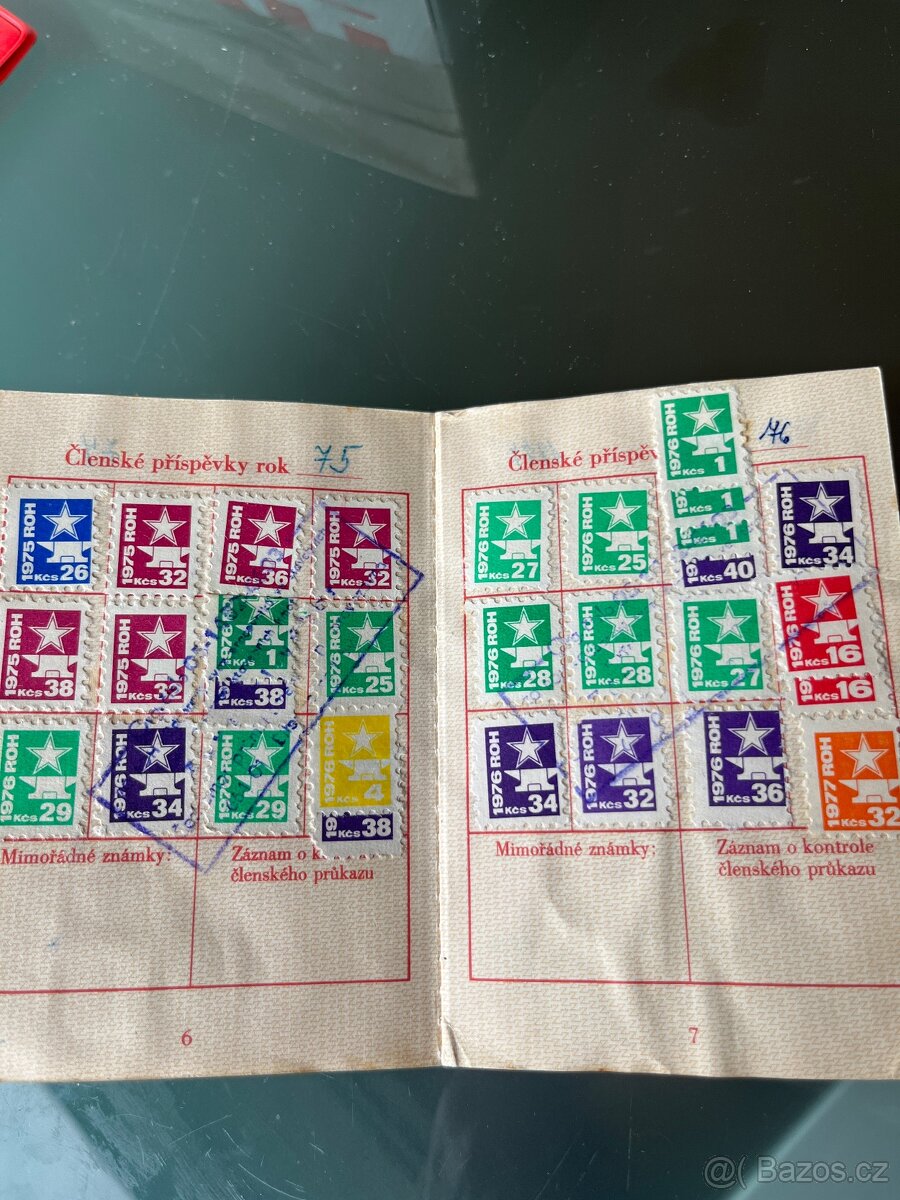 Členské příspěvky rok 75
1975 ROH Kčs 26
1975 ROH Kčs 32
1975 ROH Kčs 36
1975 ROH Kčs 32
1975 ROH Kčs 38
1975 ROH Kčs 32
1976 ROH Kčs 1
Kčs 38
1976 ROH Kčs 25
1976 ROH Kčs 29
1976 ROH Kčs 34
1976 ROH Kčs 29
1976 ROH Kčs 4
Kčs 38
Mimořádné známky:
Záznam o
členského průkazu
6
Členské 76
1976 ROH Kčs 1
Kčs 1
Kčs 1
Kčs 40
1976 ROH Kčs 27
1976 ROH Kčs 25
1976 ROH Kčs 34
1976 ROH Kčs 28
1976 ROH Kčs 28
1976 ROH Kčs 27
1976 ROH Kčs 16
Kčs 16
1976 ROH Kčs 34
1976 ROH Kčs 32
1976 ROH Kčs 36
1977 ROH Kčs 32
Mimořádné známky:
Záznam o kontrole
členského průkazu
7
@ Bazos.cz